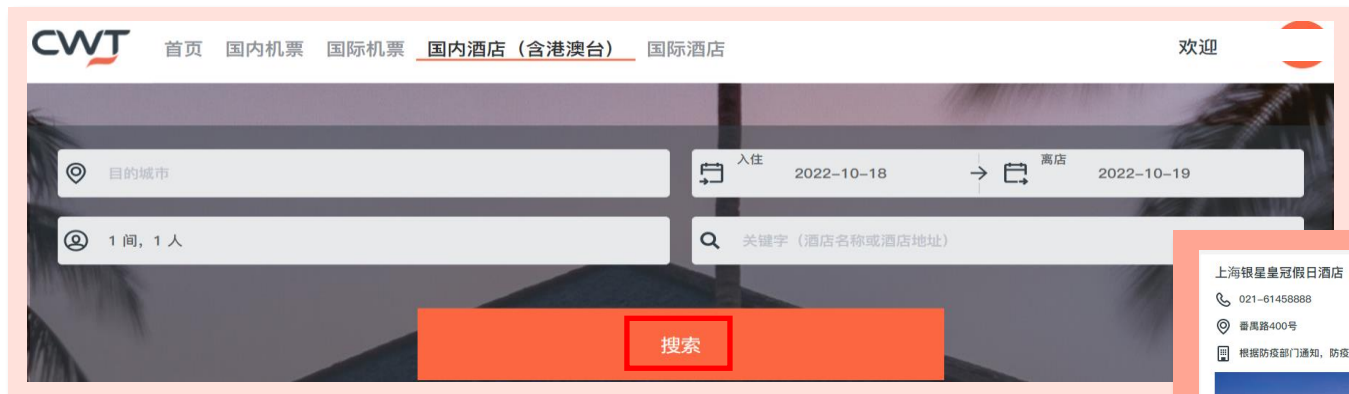 CWT 首页 国内机票 国际机票 国内酒店（含港澳台） 国际酒店 欢迎
目的城市
入住 2022-10-18 → 离店 2022-10-19
1 间，1 人
关键字（酒店名称或酒店地址）
搜索
上海银星皇冠假日酒店
021-61458888
番禺路400号
根据防疫部门通知，防疫